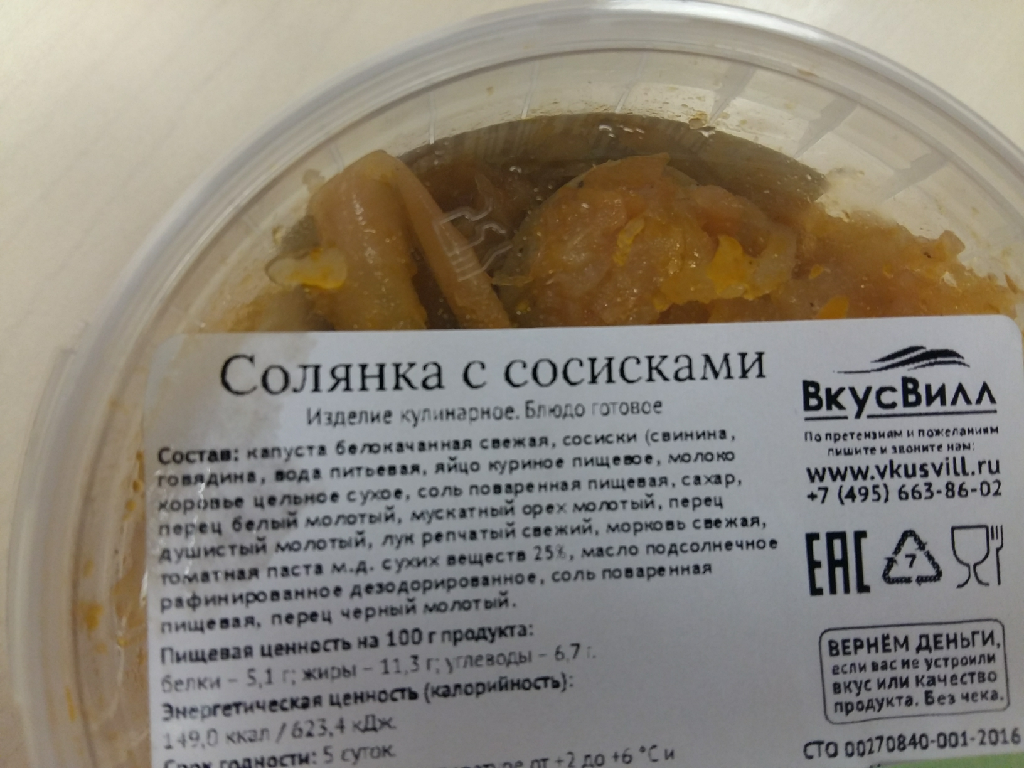 Солянка с сосисками
Изделие кулинарное. Блюдо готовое
Состав: капуста белокачанная свежая, сосиски (свинина,
говядина, вода питьевая, яйцо куриное пищевое, молоко
коровье цельное сухое, соль поваренная пищевая, сахар,
перец белый молотый, мускатный орех молотый, перец
душистый молотый, лук репчатый свежий, морковь свежая,
томатная паста м.д. сухих веществ 25%, масло подсолнечное
рафинированное дезодорированное, соль поваренная
пищевая, перец черный молотый.
Пищевая ценность на 100 г продукта:
белки – 5,1 г; жиры – 11,3 г; углеводы – 6,7 г.
Энергетическая ценность (калорийность):
149,0 ккал / 623,4 кДж.
Срок годности: 5 суток.
от +2 до +6 °C и
ВкусВилл
По претензиям и пожеланиям
пишите и звоните нам:
www.vkusvill.ru
+7 (495) 663-86-02
EAC
7
ВЕРНЁМ ДЕНЬГИ,
если вас не устроили
вкус или качество
продукта. Без чека.
СТО 00270840-001-2016